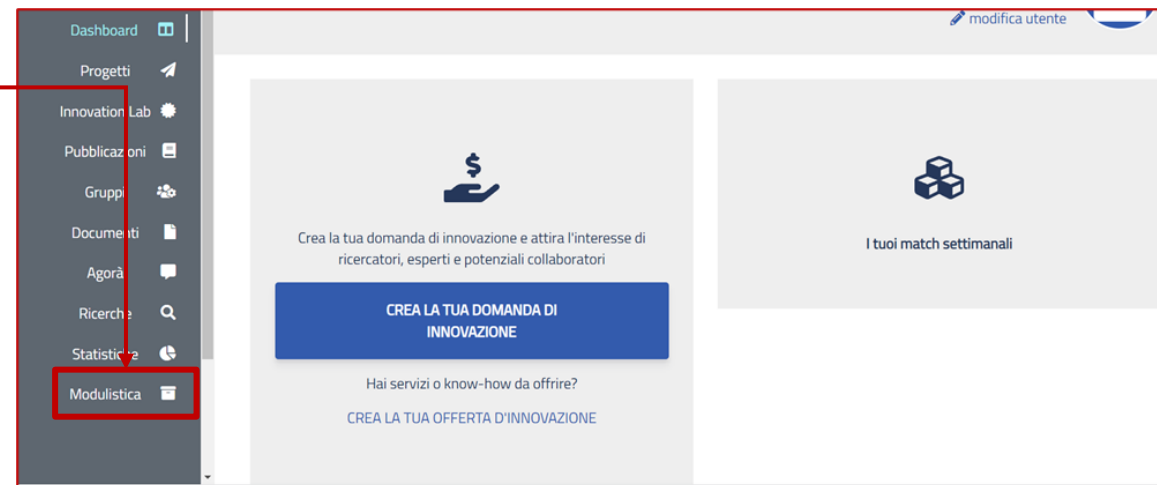 Dashboard
Progetti
Innovation Lab
Pubblicazioni
Gruppi
Documenti
Agorà
Ricerche
Statistiche
Modulistica
modifica utente
Crea la tua domanda di innovazione e attira l'interesse di
ricercatori, esperti e potenziali collaboratori
CREA LA TUA DOMANDA DI
INNOVAZIONE
Hai servizi o know-how da offrire?
CREA LA TUA OFFERTA D'INNOVAZIONE
I tuoi match settimanali